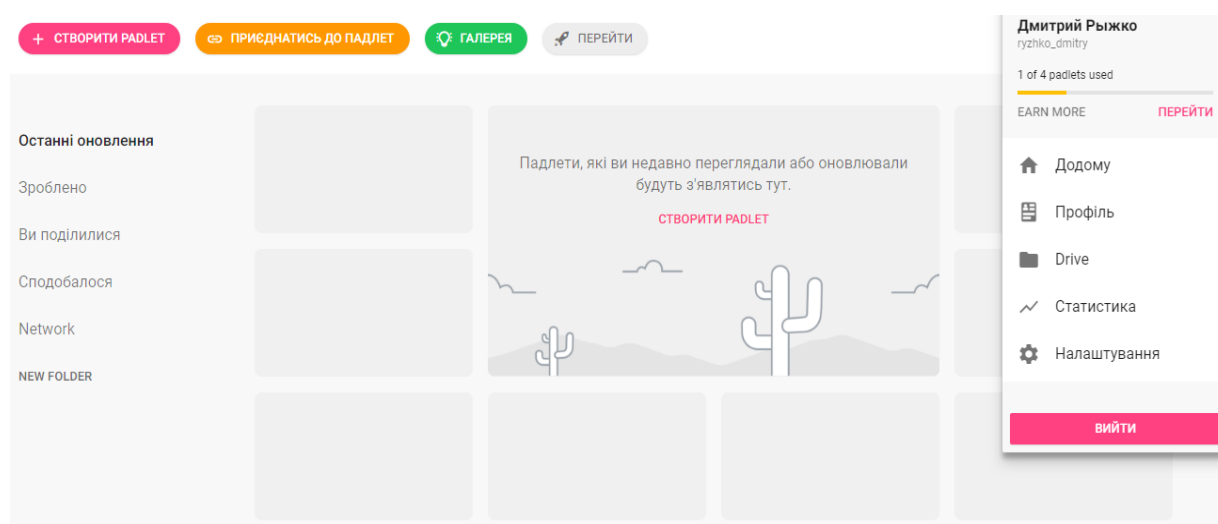 + СТВОРИТИ PADLET
ПРИЄДНАТИСЬ ДО ПАДЛЕТ
ГАЛЕРЕЯ
ПЕРЕЙТИ
Останні оновлення
Зроблено
Ви поділилися
Сподобалося
Network
NEW FOLDER
Падлети, які ви недавно переглядали або оновлювали
будуть з'являтись тут.
СТВОРИТИ PADLET
Дмитрий Рыжко
ryzhko_dmitry
1 of 4 padlets used
EARN MORE ПЕРЕЙТИ
Додому
Профіль
Drive
Статистика
Налаштування
ВИЙТИ